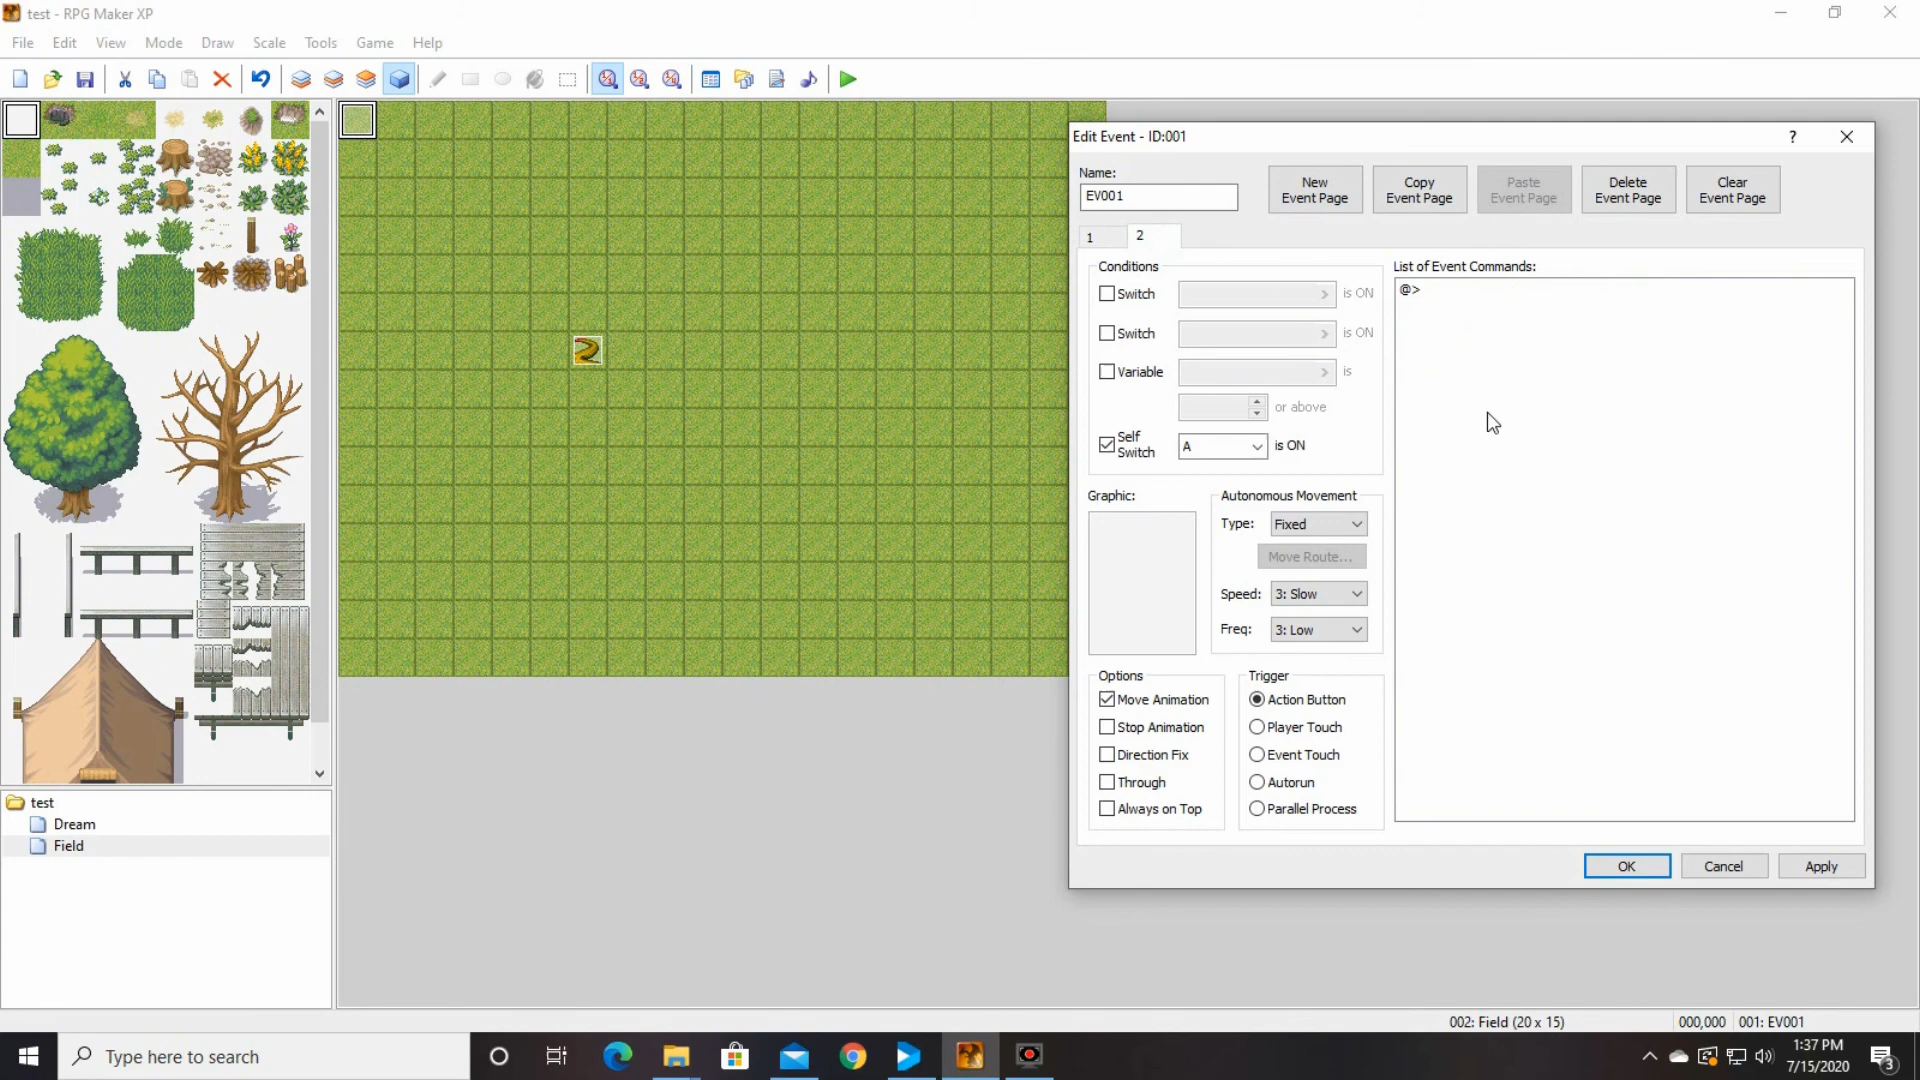 test - RPG Maker XP
File Edit View Mode Draw Scale Tools Game Help
Edit Event - ID:001
?
Name:
EV001
New Event Page
Copy Event Page
Paste Event Page
Delete Event Page
Clear Event Page
1 2
Conditions
Switch is ON
Switch is ON
Variable is
or above
Self Switch A is ON
List of Event Commands:
@>
Graphic:
Autonomous Movement
Type: Fixed
Move Route...
Speed: 3: Slow
Freq: 3: Low
Options
Move Animation
Stop Animation
Direction Fix
Through
Always on Top
Trigger
Action Button
Player Touch
Event Touch
Autorun
Parallel Process
OK Cancel Apply
test
Dream
Field
002: Field (20 x 15) 000,000 001: EV001
Type here to search
1:37 PM
7/15/2020
3